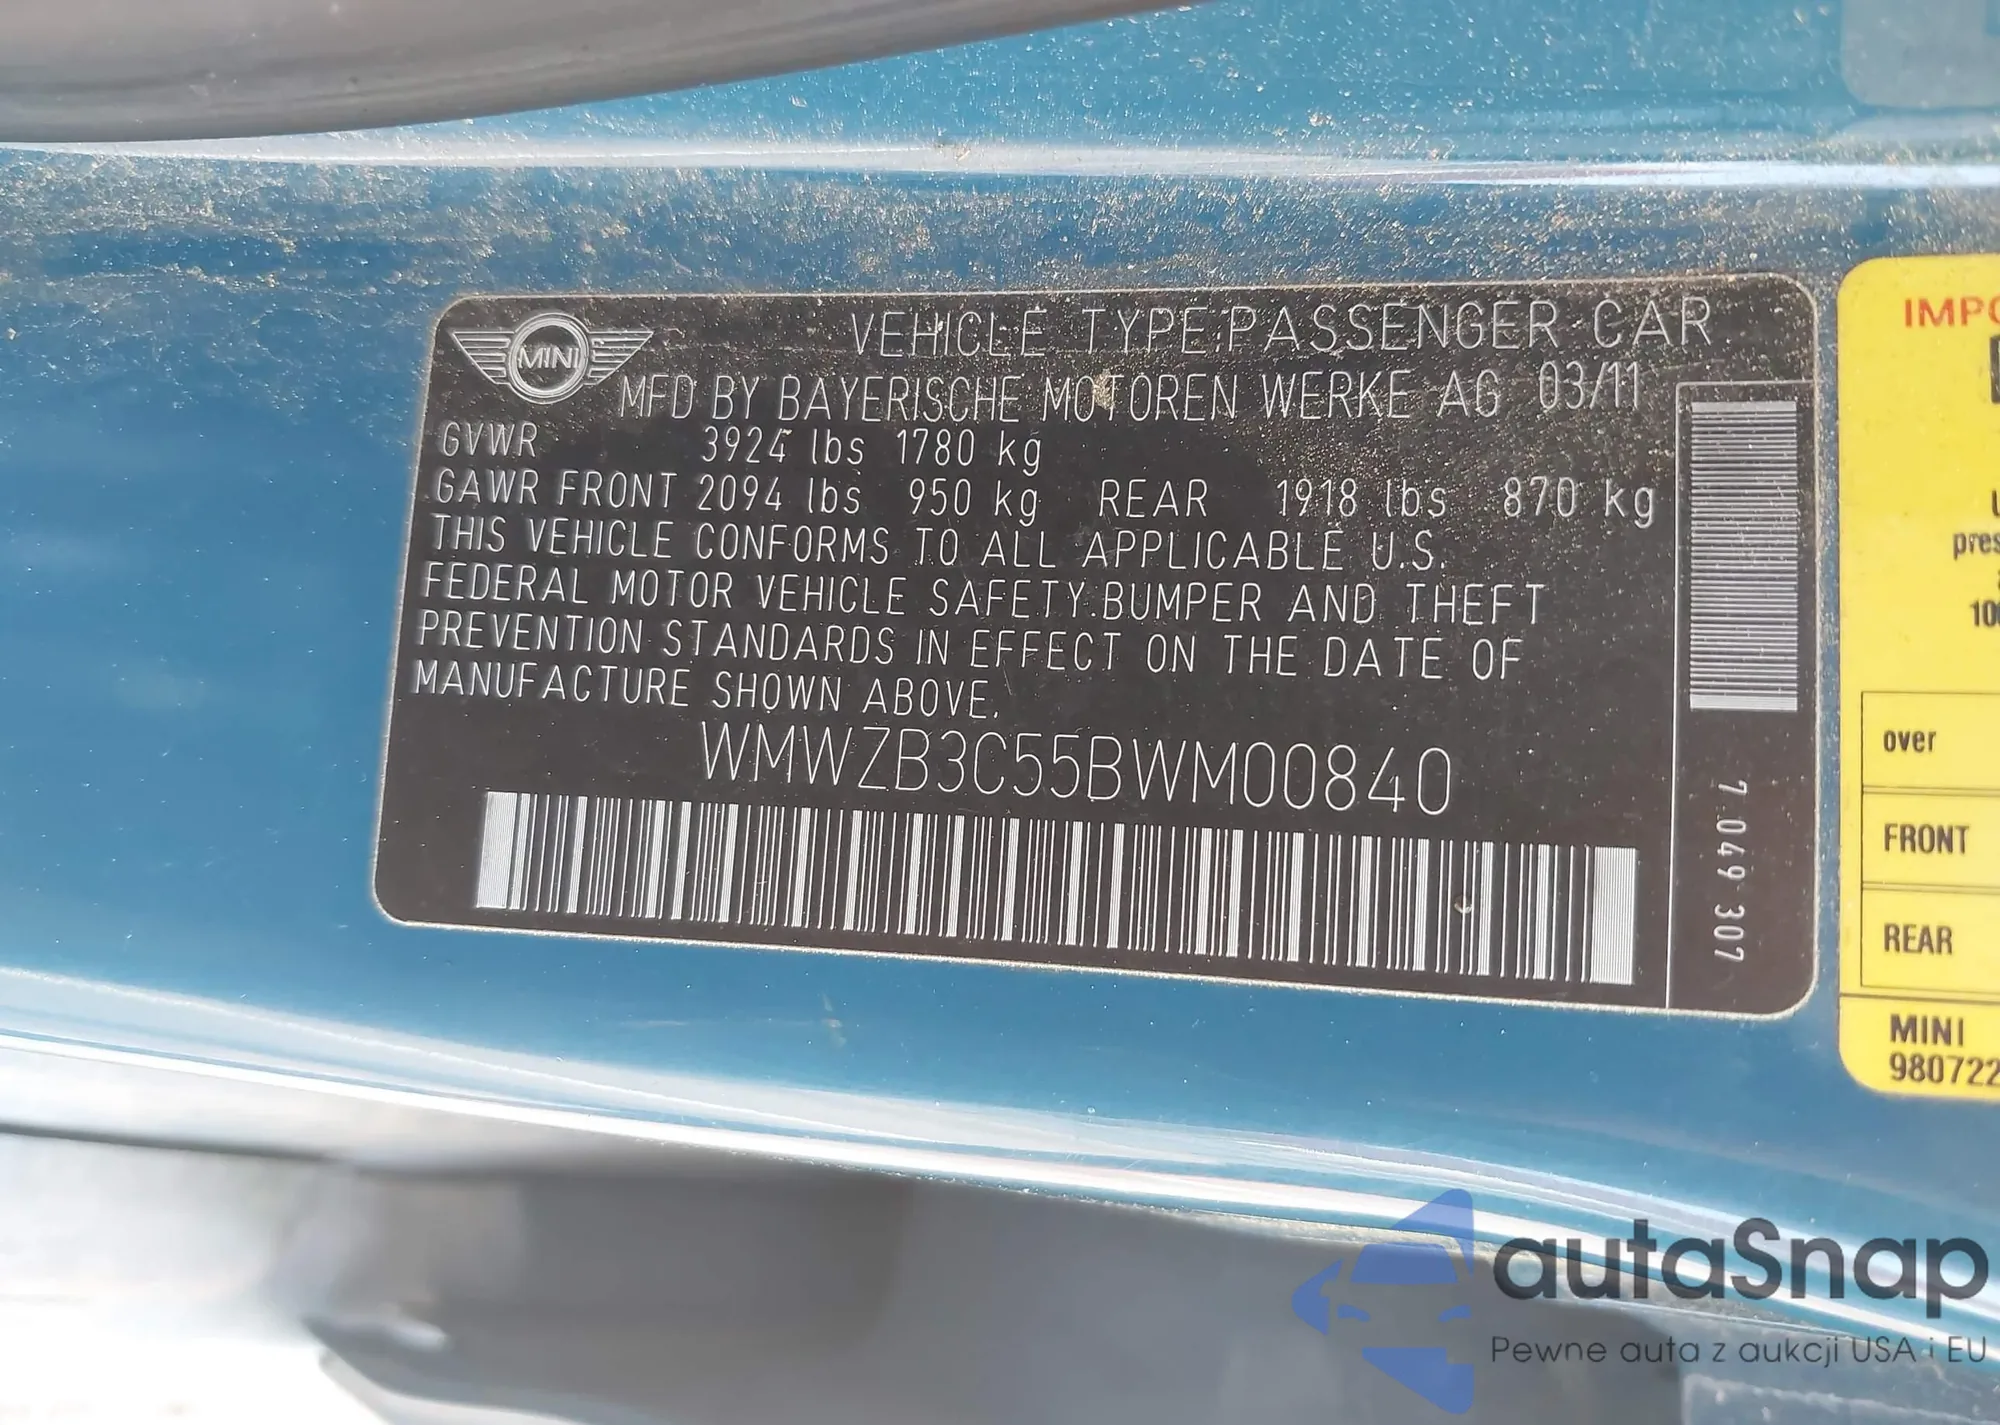 MINI
VEHICLE TYPE:PASSENGER CAR
MFD BY BAYERISCHE MOTOREN WERKE AG 03/11
GVWR 3924 lbs 1780 kg
GAWR FRONT 2094 lbs 950 kg REAR 1918 lbs 870 kg
THIS VEHICLE CONFORMS TO ALL APPLICABLE U.S.
FEDERAL MOTOR VEHICLE SAFETY.BUMPER AND THEFT
PREVENTION STANDARDS IN EFFECT ON THE DATE OF
MANUFACTURE SHOWN ABOVE.
WMWZB3C55BWM00840
7 049 307
over
FRONT
REAR
MINI
autaSnap
Pewne auta z aukcji USA i EU